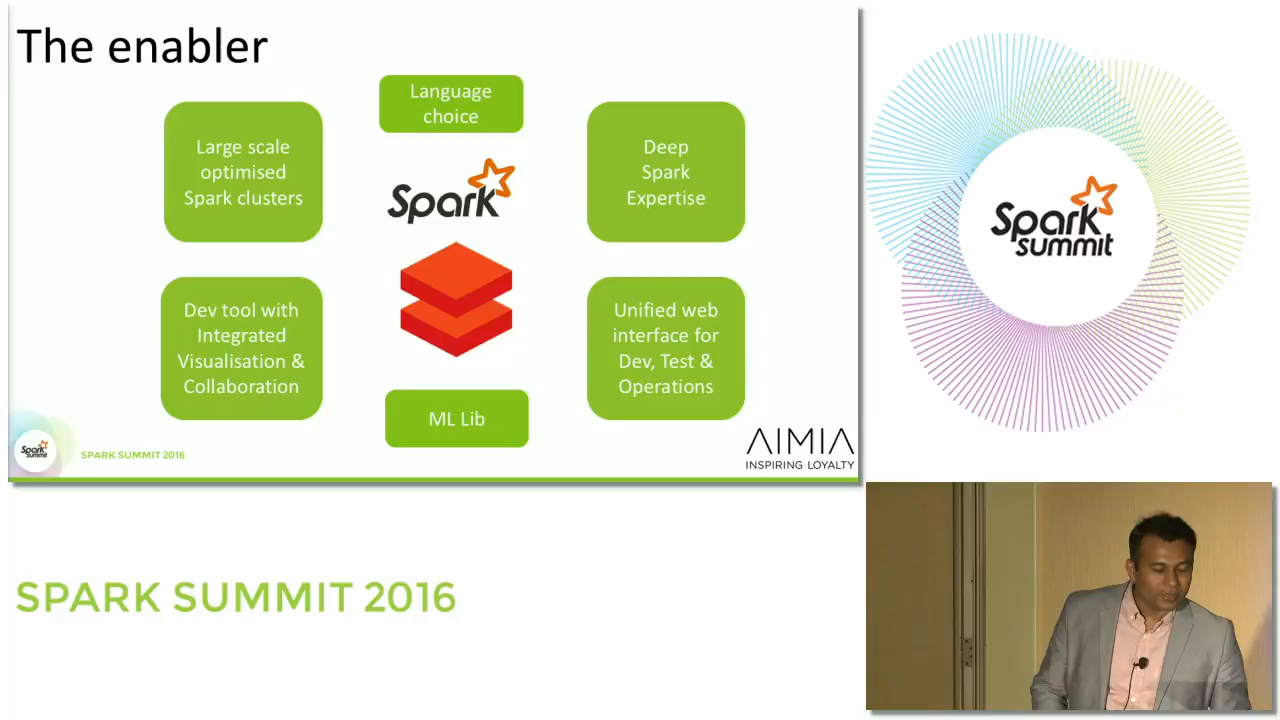 The enabler
Language
choice
Large scale
optimised
Spark clusters
Spark
Deep
Spark
Expertise
Dev tool with
Integrated
Visualisation &
Collaboration
Unified web
interface for
Dev, Test &
Operations
ML Lib
Spark
summit
SPARK SUMMIT 2016
AIMIA
INSPIRING LOYALTY
Spark
summit
SPARK SUMMIT 2016